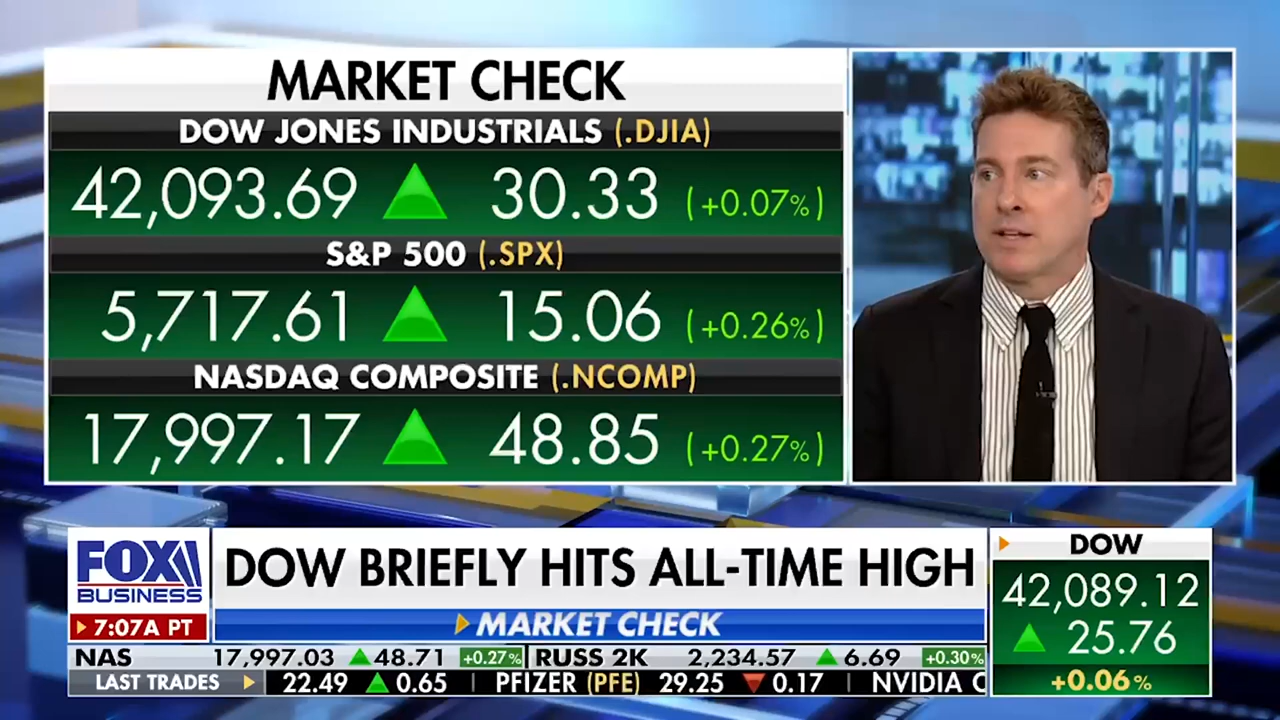 MARKET CHECK
DOW JONES INDUSTRIALS (.DJIA)
42,093.69 ▲ 30.33 (+0.07%)
S&P 500 (.SPX)
5,717.61 ▲ 15.06 (+0.26%)
NASDAQ COMPOSITE (.NCOMP)
17,997.17 ▲ 48.85 (+0.27%)
FOX
BUSINESS
7:07A PT
DOW BRIEFLY HITS ALL-TIME HIGH
MARKET CHECK
DOW
42,089.12
▲ 25.76
+0.06%
NAS 17,997.03 ▲ 48.71 +0.27% RUSS 2K 2,234.57 ▲ 6.69 +0.30%
LAST TRADES 22.49 ▲ 0.65 | PFIZER (PFE) 29.25 ▼ 0.17 | NVIDIA C